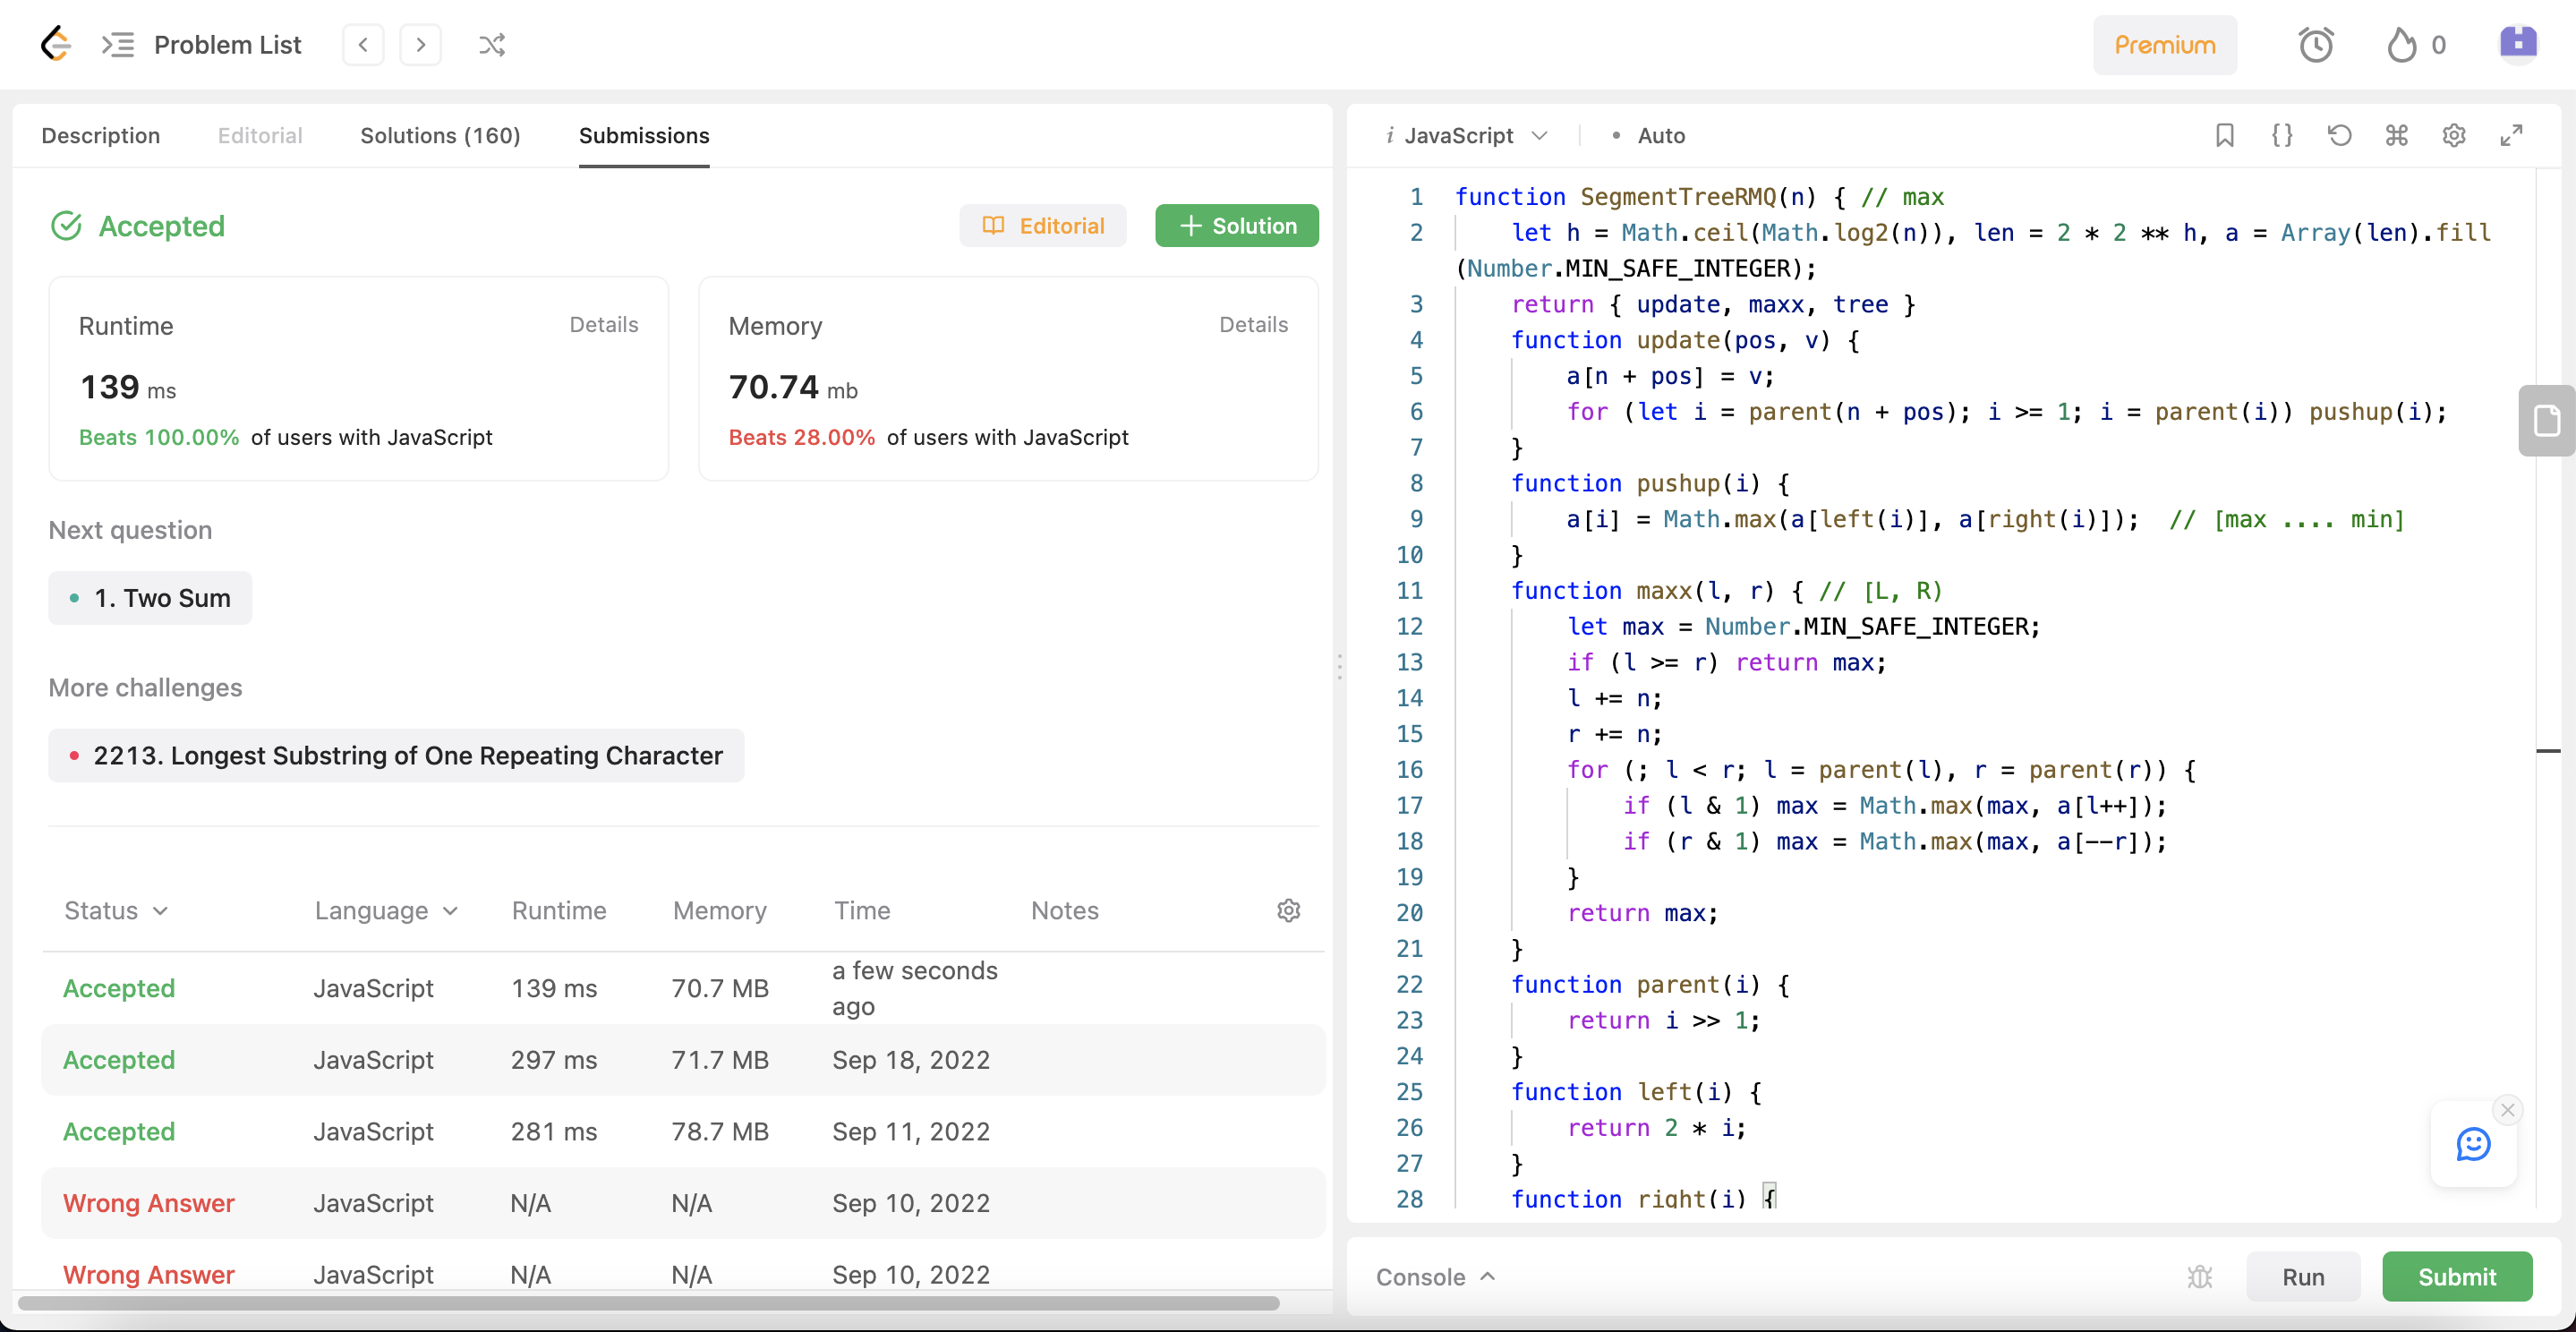 Problem List
Premium
0
Description Editorial Solutions (160) Submissions
Accepted
Editorial
Solution
Runtime Details
139 ms
Beats 100.00% of users with JavaScript
Memory Details
70.74 mb
Beats 28.00% of users with JavaScript
Next question
1. Two Sum
More challenges
2213. Longest Substring of One Repeating Character
Status Language Runtime Memory Time Notes
Accepted JavaScript 139 ms 70.7 MB a few seconds ago
Accepted JavaScript 297 ms 71.7 MB Sep 18, 2022
Accepted JavaScript 281 ms 78.7 MB Sep 11, 2022
Wrong Answer JavaScript N/A N/A Sep 10, 2022
Wrong Answer JavaScript N/A N/A Sep 10, 2022
i JavaScript • Auto
1 function SegmentTreeRMQ(n) { // max
2 let h = Math.ceil(Math.log2(n)), len = 2 * 2 ** h, a = Array(len).fill
(Number.MIN_SAFE_INTEGER);
3 return { update, maxx, tree }
4 function update(pos, v) {
5 a[n + pos] = v;
6 for (let i = parent(n + pos); i >= 1; i = parent(i)) pushup(i);
7 }
8 function pushup(i) {
9 a[i] = Math.max(a[left(i)], a[right(i)]); // [max .... min]
10 }
11 function maxx(l, r) { // [L, R)
12 let max = Number.MIN_SAFE_INTEGER;
13 if (l >= r) return max;
14 l += n;
15 r += n;
16 for (; l < r; l = parent(l), r = parent(r)) {
17 if (l & 1) max = Math.max(max, a[l++]);
18 if (r & 1) max = Math.max(max, a[--r]);
19 }
20 return max;
21 }
22 function parent(i) {
23 return i >> 1;
24 }
25 function left(i) {
26 return 2 * i;
27 }
28 function right(i) {
Console
Run
Submit